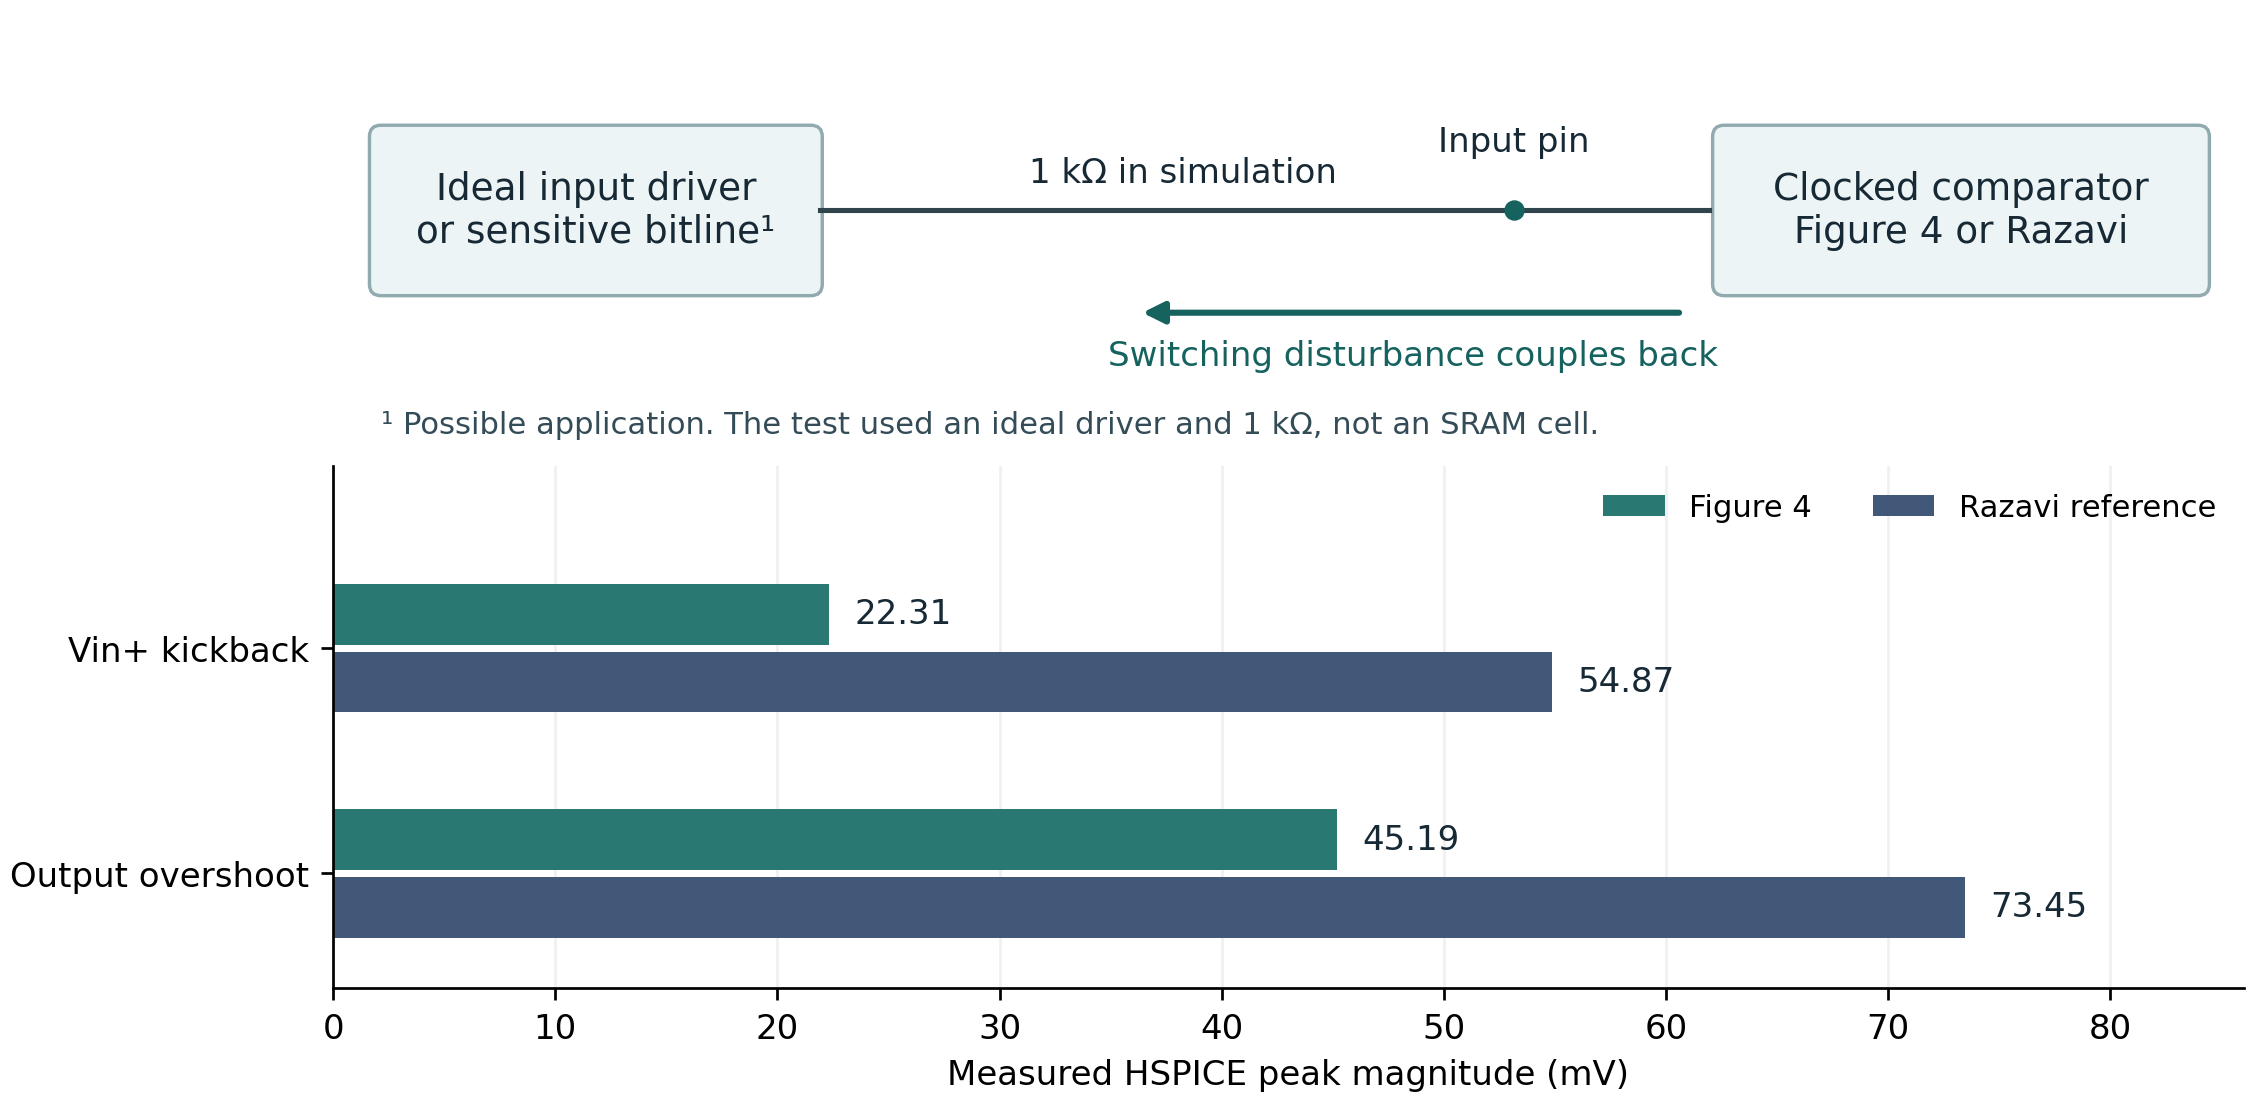 Input pin
1 kΩ in simulation
Ideal input driver
or sensitive bitline¹
Clocked comparator
Figure 4 or Razavi
Switching disturbance couples back
¹ Possible application. The test used an ideal driver and 1 kΩ, not an SRAM cell.
Figure 4
Razavi reference
Vin+ kickback
22.31
54.87
Output overshoot
45.19
73.45
0 10 20 30 40 50 60 70 80
Measured HSPICE peak magnitude (mV)